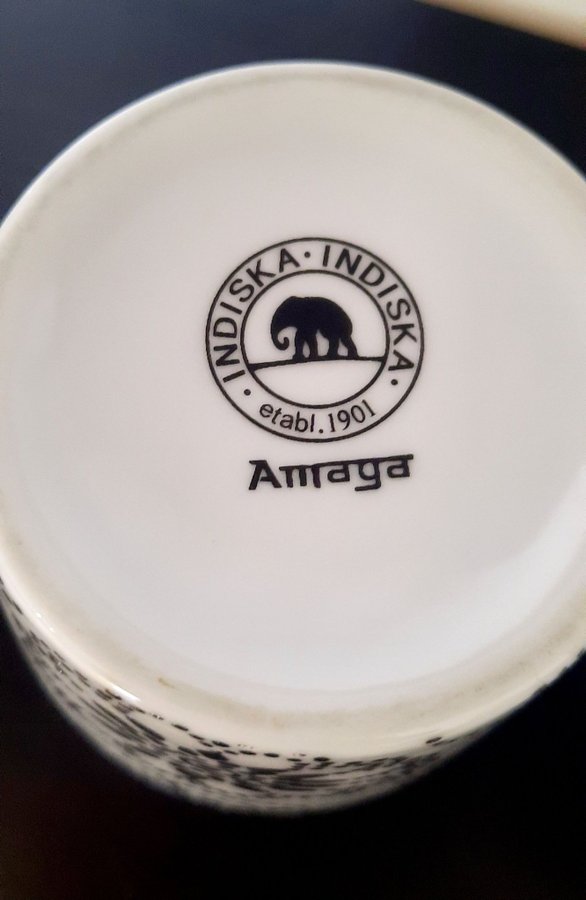 · INDISKA · INDISKA ·
etabl. 1901
Amaya